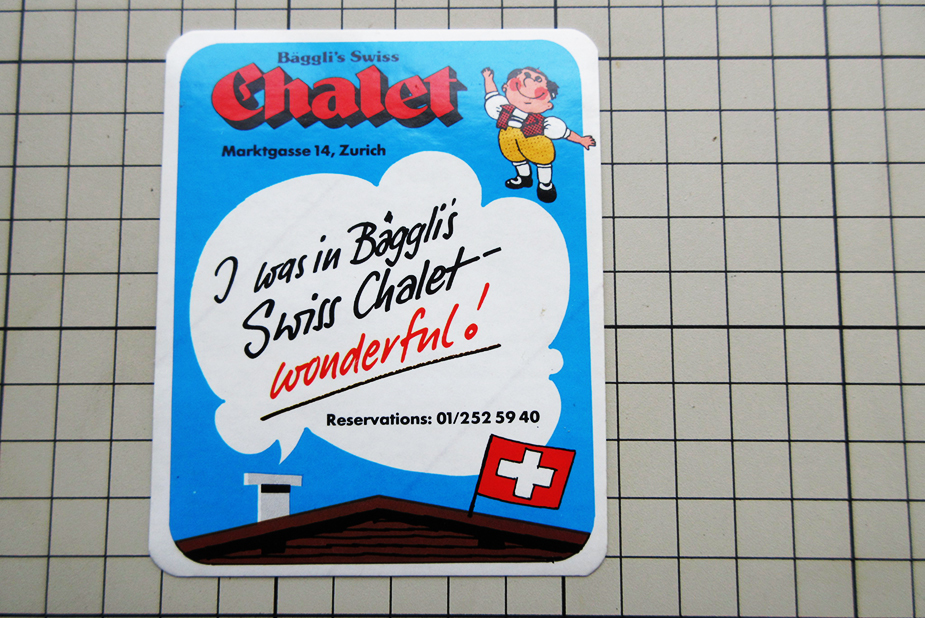 Bäggli's Swiss
Chalet
Marktgasse 14, Zurich
I was in Bäggli's
Swiss Chalet-
wonderful!
Reservations: 01/252 59 40